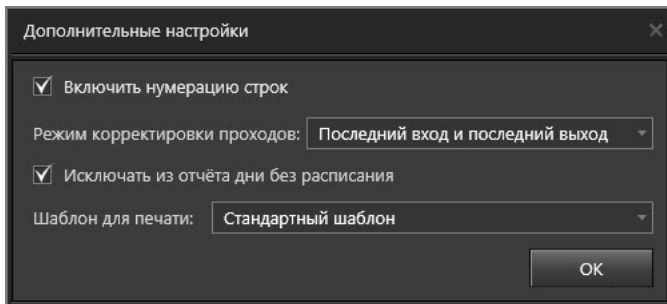 Дополнительные настройки
Включить нумерацию строк
Режим корректировки проходов: Последний вход и последний выход
Исключать из отчёта дни без расписания
Шаблон для печати: Стандартный шаблон
ОК